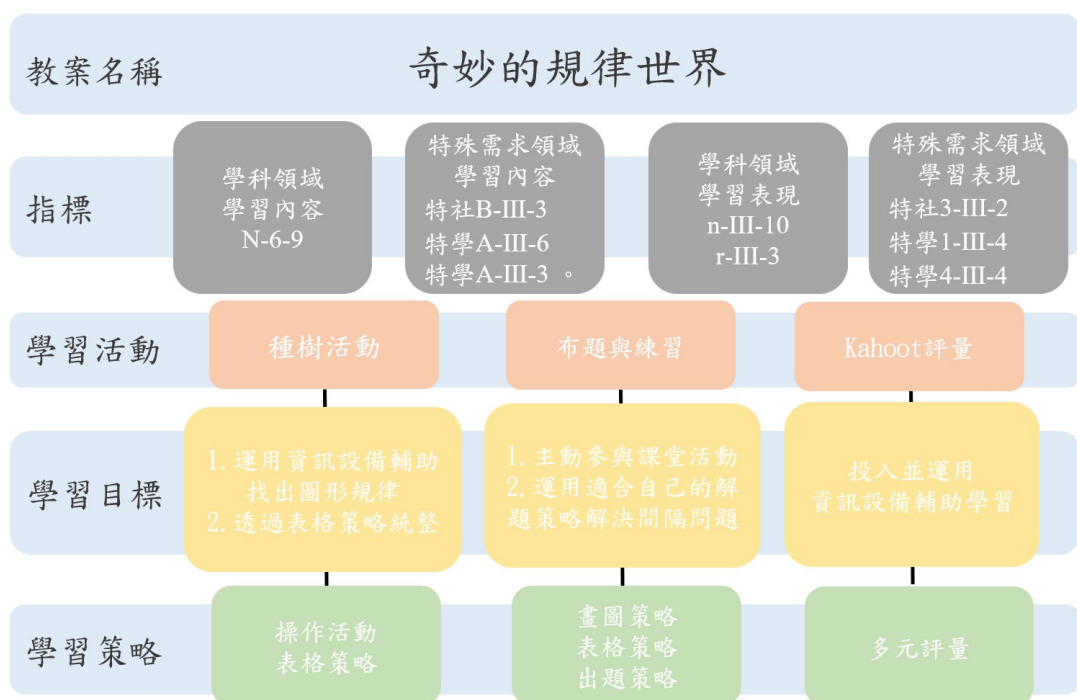 教案名稱
奇妙的規律世界
指標
學科領域
學習內容
N-6-9
特殊需求領域
學習內容
特社B-III-3
特學A-III-6
特學A-III-3 。
學科領域
學習表現
n-III-10
r-III-3
特殊需求領域
學習表現
特社3-III-2
特學1-III-4
特學4-III-4
學習活動
種樹活動
布題與練習
Kahoot評量
學習目標
1.運用資訊設備輔助
找出圖形規律
2.透過表格策略統整
1.主動參與課堂活動
2.運用適合自己的解
題策略解決間隔問題
投入並運用
資訊設備輔助學習
學習策略
操作活動
表格策略
畫圖策略
表格策略
出題策略
多元評量